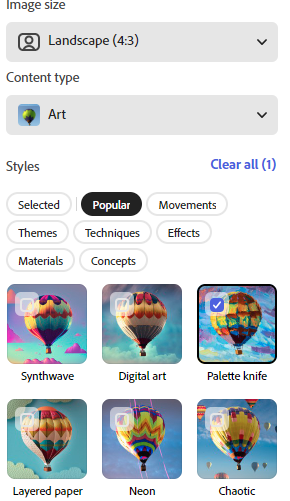 Image size
Landscape (4:3)
Content type
Art
Styles
Clear all (1)
Selected
Popular
Movements
Themes
Techniques
Effects
Materials
Concepts
Synthwave
Digital art
Palette knife
Layered paper
Neon
Chaotic